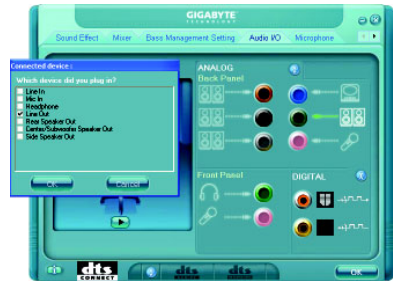 GIGABYTE
TECHNOLOGY
Sound Effect
Mixer
Bass Management Setting
Audio I/O
Microphone
Connected device :
Which device did you plug in?
Line In
Mic In
Headphone
Line Out
Rear Speaker Out
Center/Subwoofer Speaker Out
Side Speaker Out
OK
Cancel
ANALOG
Back Panel
Front Panel
DIGITAL
dts
CONNECT
dts
dts
OK